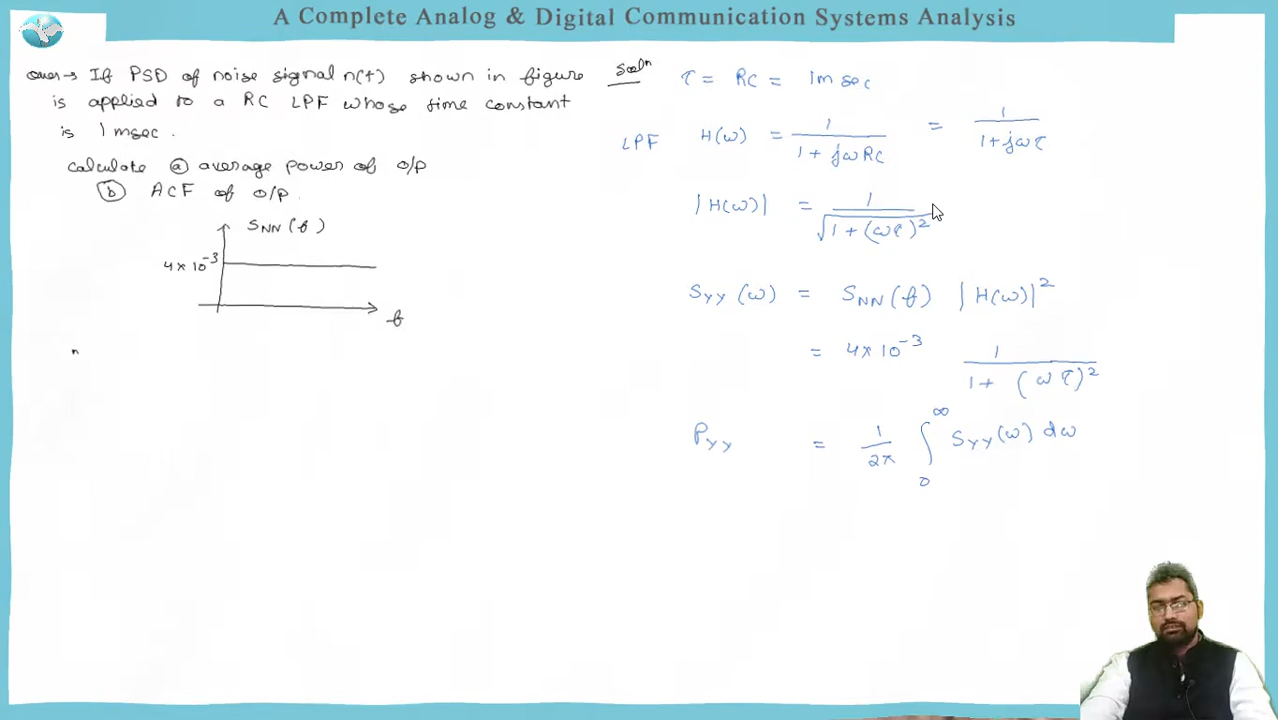 A Complete Analog & Digital Communication Systems Analysis
Ques→ If PSD of noise signal n(t) shown in figure
is applied to a RC LPF whose time constant
is 1 msec.
calculate ⓐ average power of o/p
ⓑ ACF of o/p.
S_NN (f)
4 × 10^-3
f
n
Sol^n
τ = RC = 1m sec
LPF H(ω) = 1 / (1 + jωRC) = 1 / (1 + jωτ)
|H(ω)| = 1 / √(1 + (ωτ)^2)
S_YY (ω) = S_NN (f) |H(ω)|^2
= 4 × 10^-3 1 / (1 + (ωτ)^2)
P_YY = 1/2π ∫_0^∞ S_YY (ω) dω